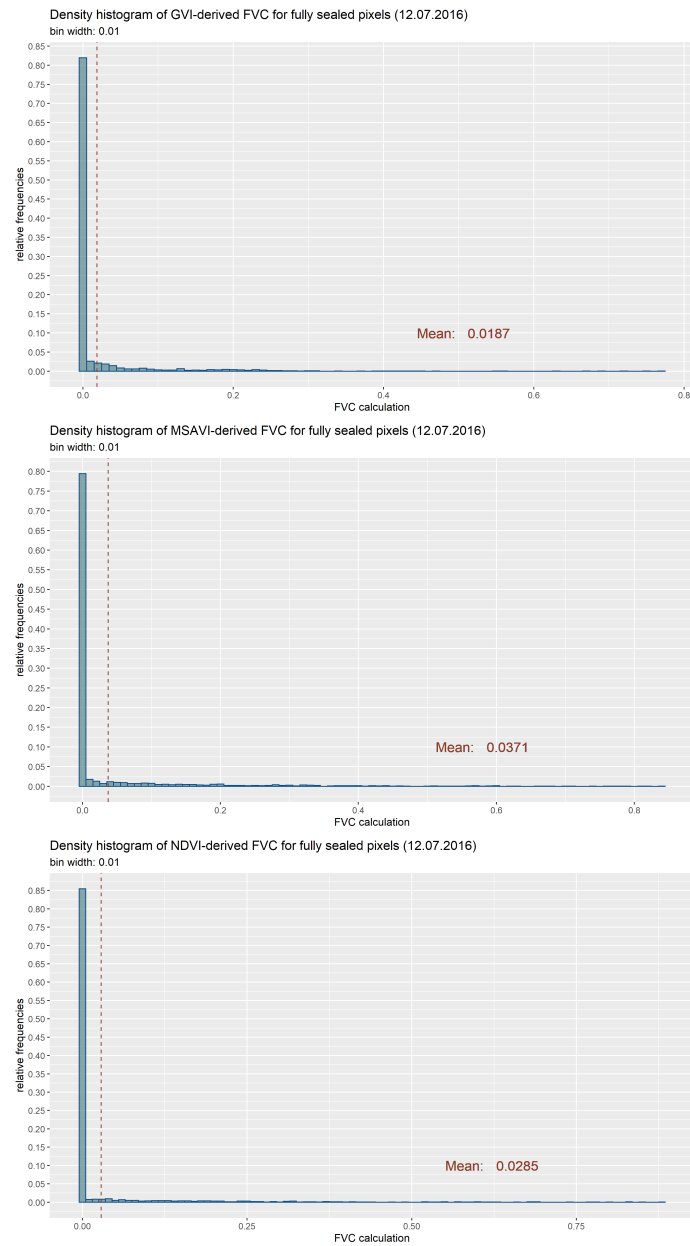 Density histogram of GVI-derived FVC for fully sealed pixels (12.07.2016)
bin width: 0.01
0.85
0.80
0.75
0.70
0.65
0.60
0.55
0.50
0.45
0.40
0.35
0.30
0.25
0.20
0.15
0.10
0.05
0.00
relative frequencies
Mean: 0.0187
0.0 0.2 0.4 0.6 0.8
FVC calculation
Density histogram of MSAVI-derived FVC for fully sealed pixels (12.07.2016)
bin width: 0.01
0.80
0.75
0.70
0.65
0.60
0.55
0.50
0.45
0.40
0.35
0.30
0.25
0.20
0.15
0.10
0.05
0.00
relative frequencies
Mean: 0.0371
0.0 0.2 0.4 0.6 0.8
FVC calculation
Density histogram of NDVI-derived FVC for fully sealed pixels (12.07.2016)
bin width: 0.01
0.85
0.80
0.75
0.70
0.65
0.60
0.55
0.50
0.45
0.40
0.35
0.30
0.25
0.20
0.15
0.10
0.05
0.00
relative frequencies
Mean: 0.0285
0.00 0.25 0.50 0.75
FVC calculation